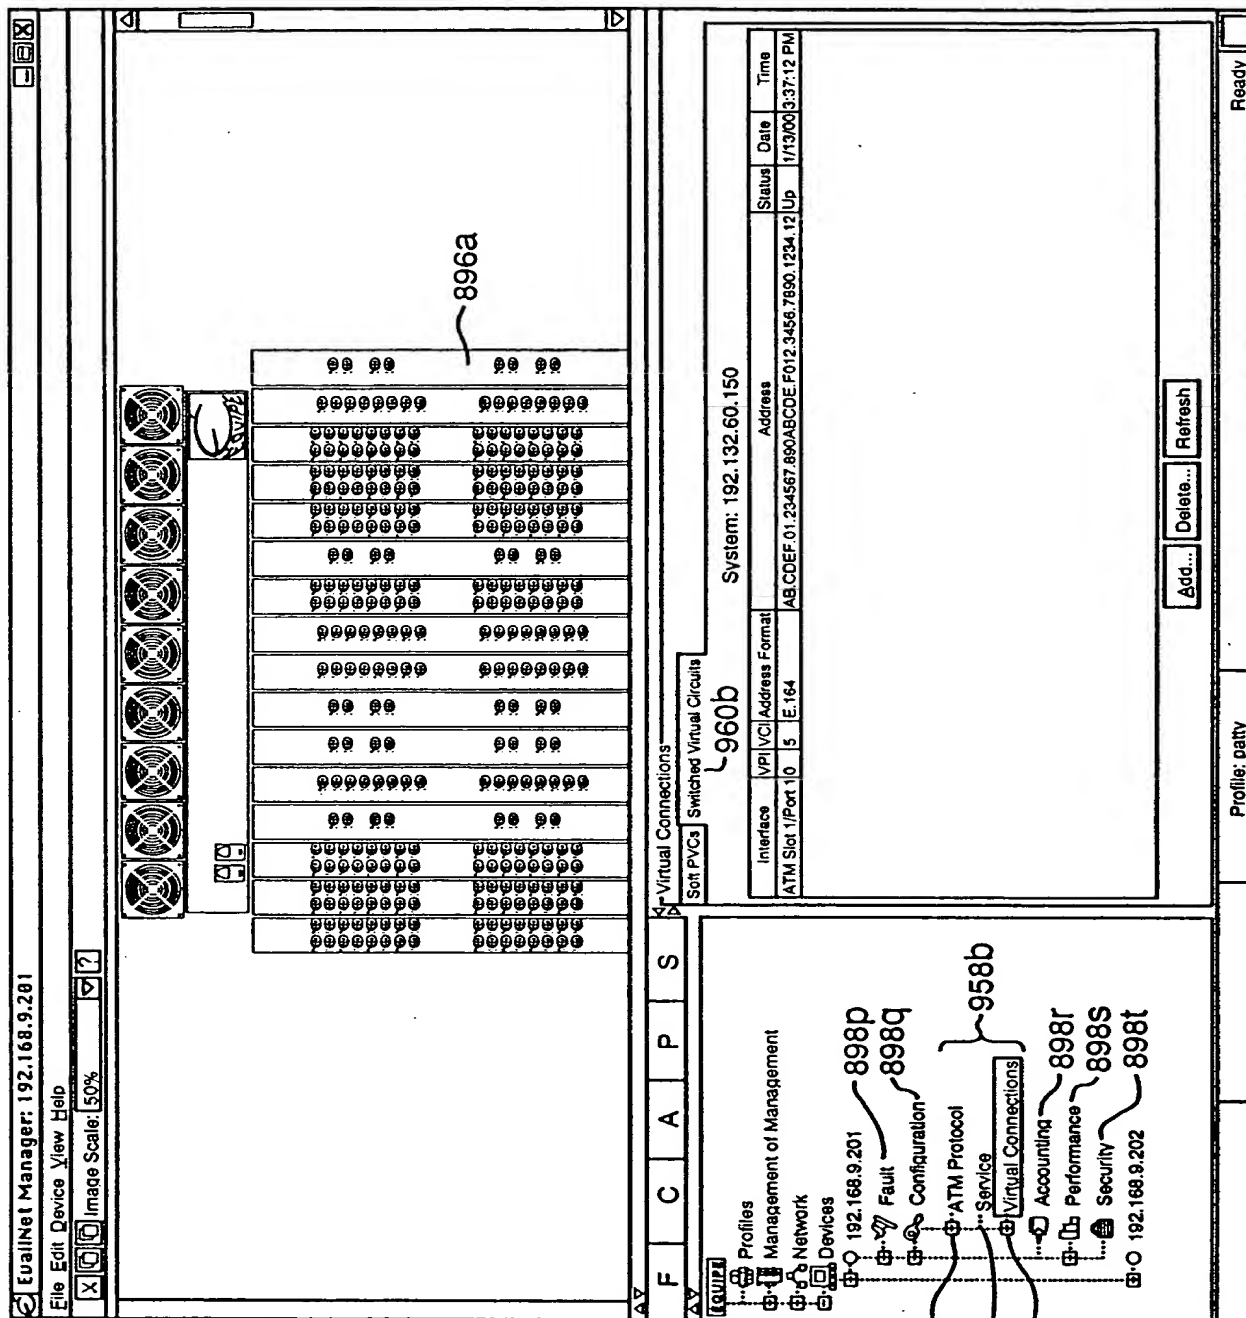 EualNet Manager: 192.168.9.201
File Edit Device View Help
X Image Scale: 50% ?
896a
F C A P S
EQUIPE
Profiles
Management of Management
Network
Devices
192.168.9.201
898p
Fault
898q
Configuration
ATM Protocol
958b
Service
Virtual Connections
Accounting
898r
Performance
898s
Security
898t
192.168.9.202
Virtual Connections
Soft PVCs Switched Virtual Circuits
960b
System: 192.132.60.150
Interface VPI VCI Address Format Address Status Date Time
ATM Slot 1/Port 1 0 5 E.164 AB.CDEF.01.234567.890ABCDE.F012.3456.7890.1234.12 Up 1/13/00 3:37:12 PM
Add... Delete... Refresh
Profile: patty
Ready